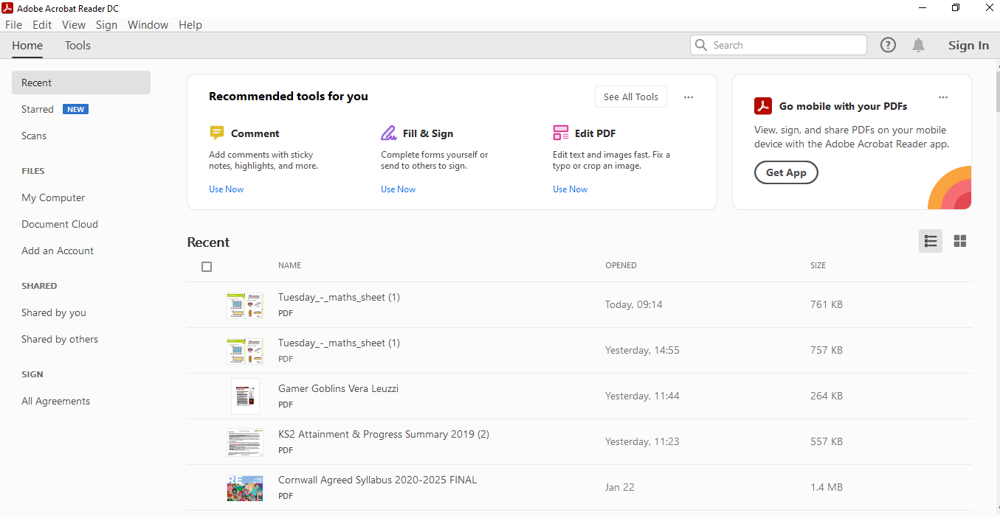 Adobe Acrobat Reader DC
File Edit View Sign Window Help
Home Tools Search ? Sign In
Recent
Starred NEW
Scans
FILES
My Computer
Document Cloud
Add an Account
SHARED
Shared by you
Shared by others
SIGN
All Agreements
Recommended tools for you
See All Tools
Comment
Add comments with sticky
notes, highlights, and more.
Use Now
Fill & Sign
Complete forms yourself or
send to others to sign.
Use Now
Edit PDF
Edit text and images fast. Fix a
typo or crop an image.
Use Now
Go mobile with your PDFs
View, sign, and share PDFs on your mobile
device with the Adobe Acrobat Reader app.
Get App
Recent
NAME OPENED SIZE
Tuesday_-_maths_sheet (1)
PDF
Today, 09:14
761 KB
Tuesday_-_maths_sheet (1)
PDF
Yesterday, 14:55
757 KB
Gamer Goblins Vera Leuzzi
PDF
Yesterday, 11:44
264 KB
KS2 Attainment & Progress Summary 2019 (2)
PDF
Yesterday, 11:23
557 KB
RE
Cornwall Agreed Syllabus 2020-2025 FINAL
PDF
Jan 22
1.4 MB